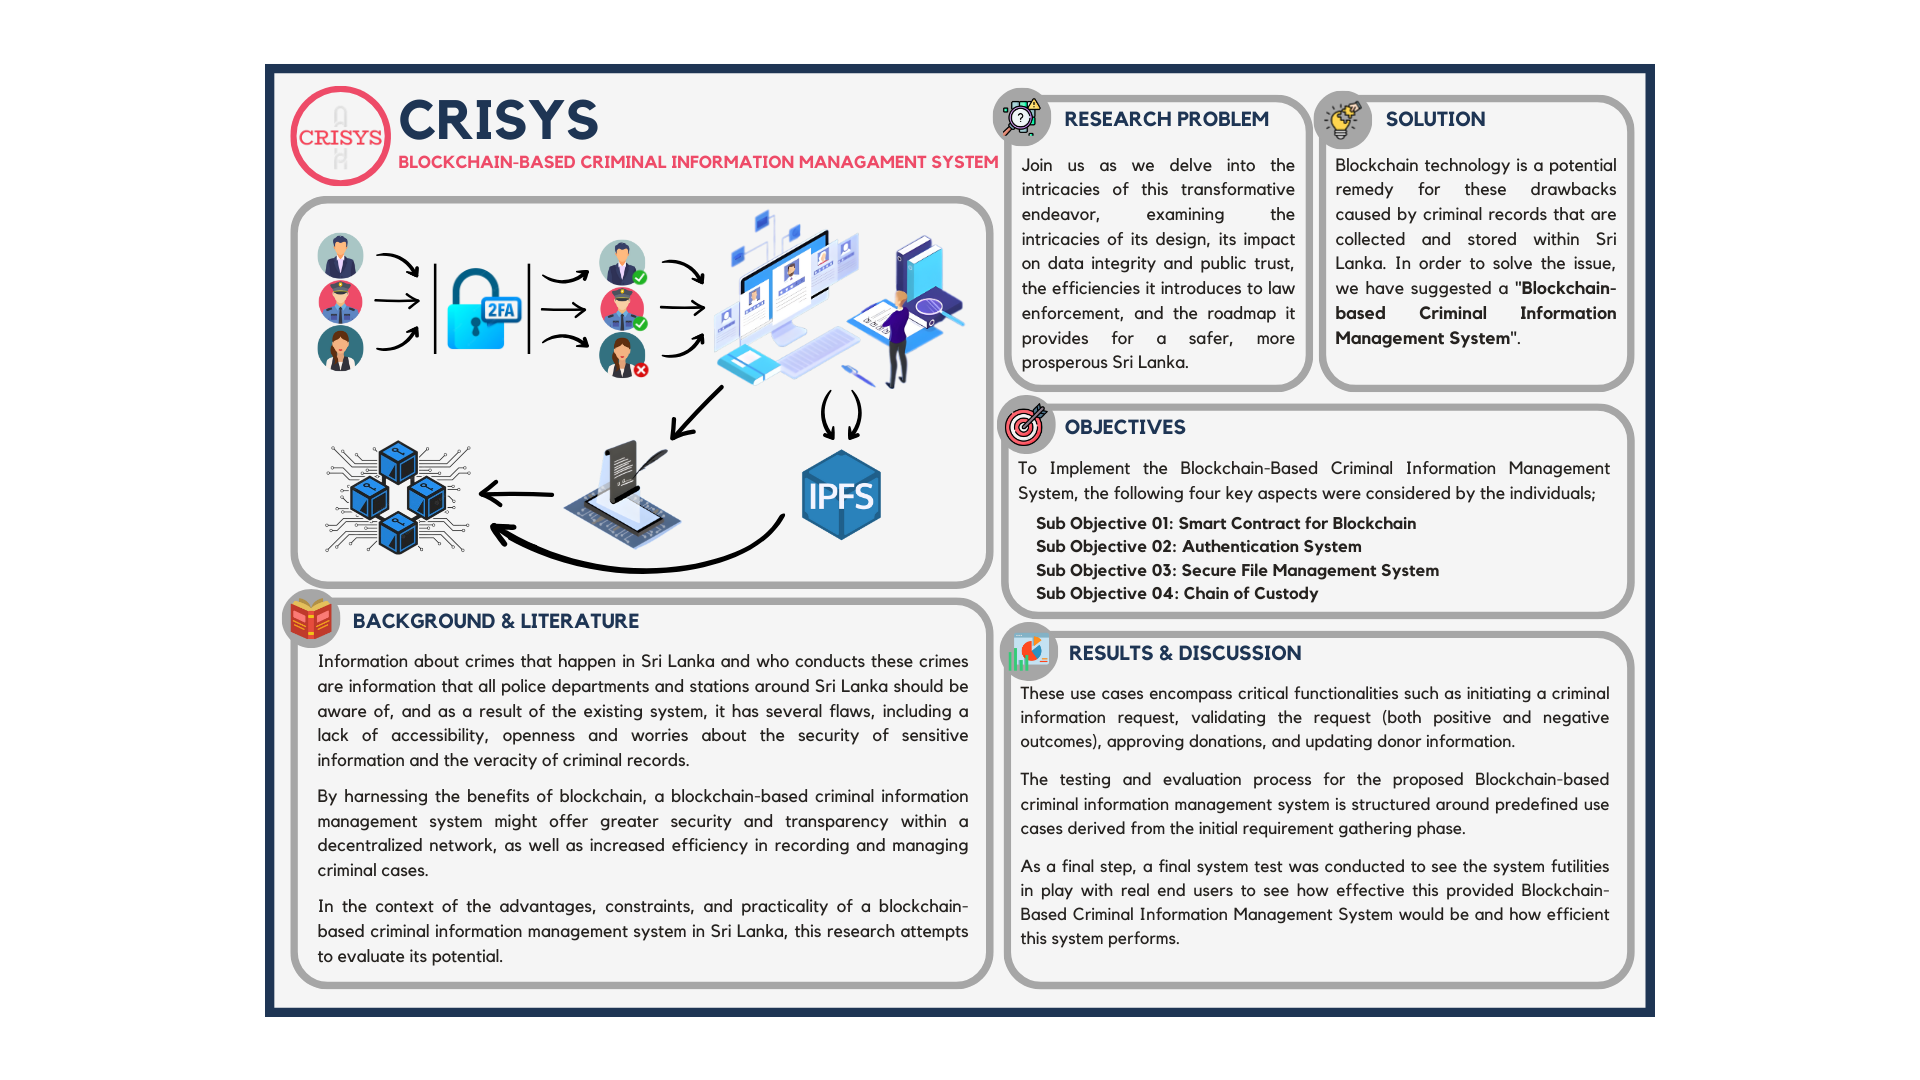 CRISYS
CRISYS
BLOCKCHAIN-BASED CRIMINAL INFORMATION MANAGAMENT SYSTEM
2FA
IPFS
BACKGROUND & LITERATURE
Information about crimes that happen in Sri Lanka and who conducts these crimes
are information that all police departments and stations around Sri Lanka should be
aware of, and as a result of the existing system, it has several flaws, including a
lack of accessibility, openness and worries about the security of sensitive
information and the veracity of criminal records.
By harnessing the benefits of blockchain, a blockchain-based criminal information
management system might offer greater security and transparency within a
decentralized network, as well as increased efficiency in recording and managing
criminal cases.
In the context of the advantages, constraints, and practicality of a blockchain-
based criminal information management system in Sri Lanka, this research attempts
to evaluate its potential.
RESEARCH PROBLEM
Join us as we delve into the
intricacies of this transformative
endeavor, examining the
intricacies of its design, its impact
on data integrity and public trust,
the efficiencies it introduces to law
enforcement, and the roadmap it
provides for a safer, more
prosperous Sri Lanka.
SOLUTION
Blockchain technology is a potential
remedy for these drawbacks
caused by criminal records that are
collected and stored within Sri
Lanka. In order to solve the issue,
we have suggested a "Blockchain-
based Criminal Information
Management System".
OBJECTIVES
To Implement the Blockchain-Based Criminal Information Management
System, the following four key aspects were considered by the individuals;
Sub Objective 01: Smart Contract for Blockchain
Sub Objective 02: Authentication System
Sub Objective 03: Secure File Management System
Sub Objective 04: Chain of Custody
RESULTS & DISCUSSION
These use cases encompass critical functionalities such as initiating a criminal
information request, validating the request (both positive and negative
outcomes), approving donations, and updating donor information.
The testing and evaluation process for the proposed Blockchain-based
criminal information management system is structured around predefined use
cases derived from the initial requirement gathering phase.
As a final step, a final system test was conducted to see the system futilities
in play with real end users to see how effective this provided Blockchain-
Based Criminal Information Management System would be and how efficient
this system performs.